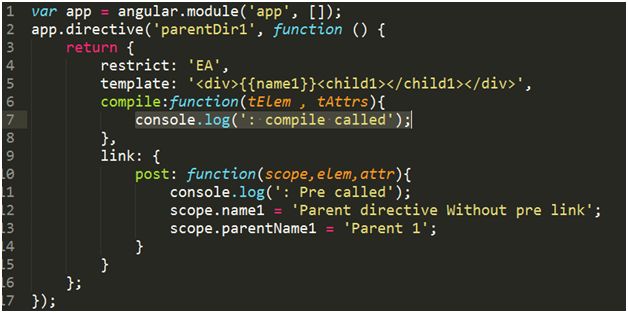 1 var app = angular.module('app', []);
2 app.directive('parentDir1', function () {
3 return {
4 restrict: 'EA',
5 template: '<div>{{name1}}<child1></child1></div>',
6 compile:function(tElem , tAttrs){
7 console.log(': compile called');
8 },
9 link: {
10 post: function(scope,elem,attr){
11 console.log(': Pre called');
12 scope.name1 = 'Parent directive Without pre link';
13 scope.parentName1 = 'Parent 1';
14 }
15 }
16 };
17 });